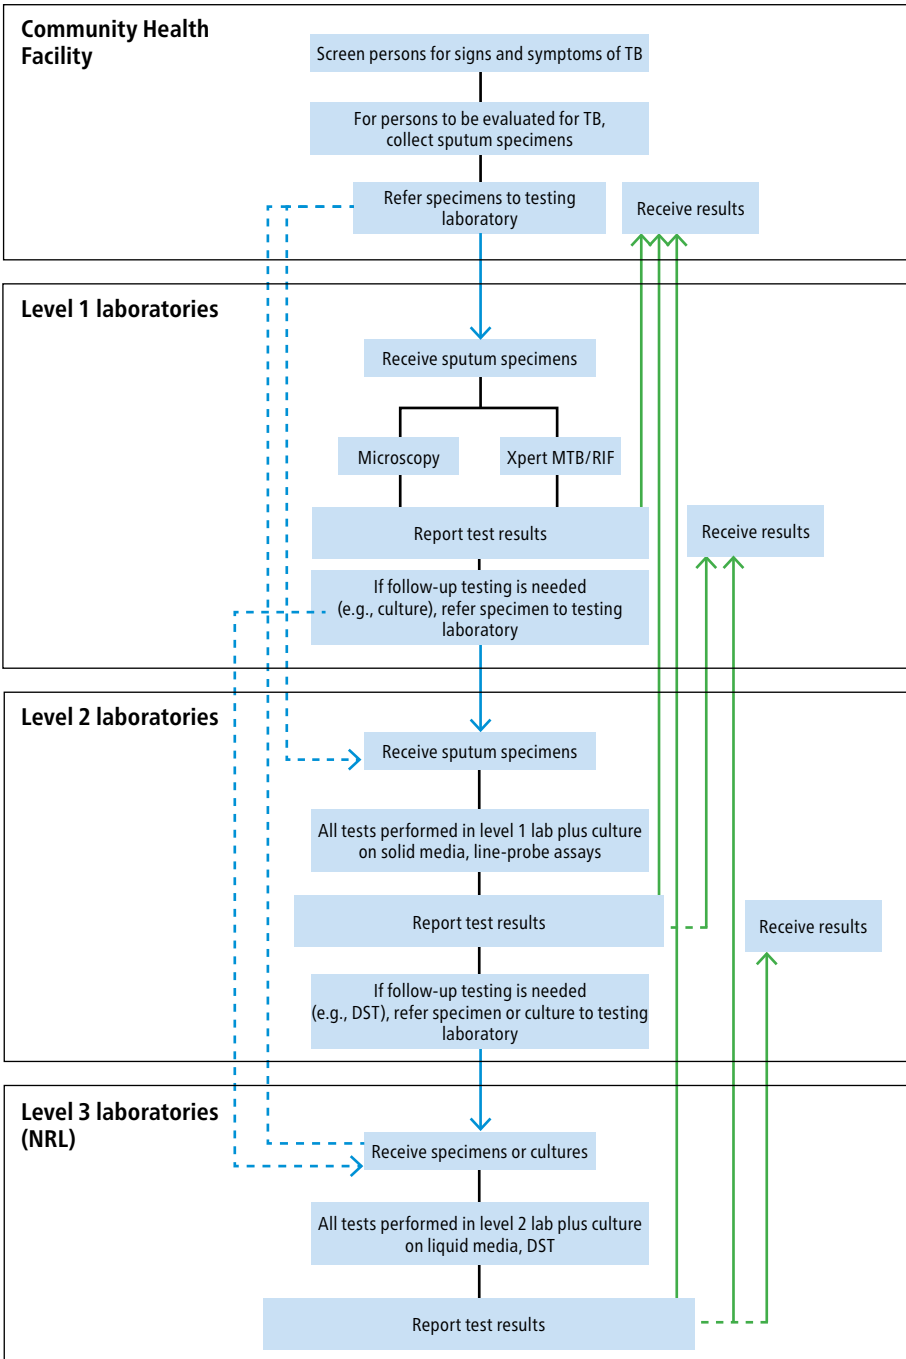 Community Health
Facility
Screen persons for signs and symptoms of TB
For persons to be evaluated for TB,
collect sputum specimens
Refer specimens to testing
laboratory
Receive results
Level 1 laboratories
Receive sputum specimens
Microscopy
Xpert MTB/RIF
Report test results
Receive results
If follow-up testing is needed
(e.g., culture), refer specimen to testing
laboratory
Level 2 laboratories
Receive sputum specimens
All tests performed in level 1 lab plus culture
on solid media, line-probe assays
Report test results
Receive results
If follow-up testing is needed
(e.g., DST), refer specimen or culture to testing
laboratory
Level 3 laboratories
(NRL)
Receive specimens or cultures
All tests performed in level 2 lab plus culture
on liquid media, DST
Report test results